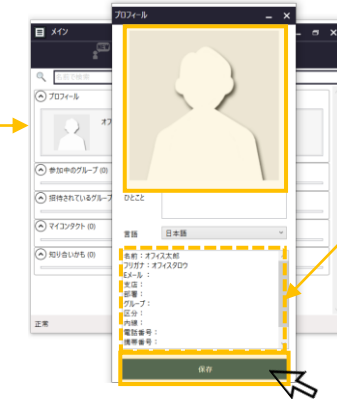 プロフィール
メイン
名前で検索
プロフィール
オフ
参加中のグループ (0)
招待されているグループ
マイコンタクト (0)
知り合いかも (0)
正常
ひとこと
言語
日本語
名前：オフィス太郎
フリガナ：オフィスタロウ
Eメール：
支店：
部署：
グループ：
区分：
内線：
電話番号：
携帯番号：
保存